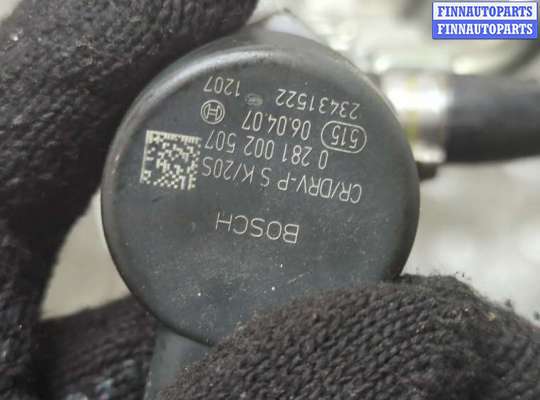 FINNAUTOPARTS
FINNAUTOPARTS
BOSCH
CR/DRV-P S K/20S
0 281 002 507
515 06.04.07
23431522 1207